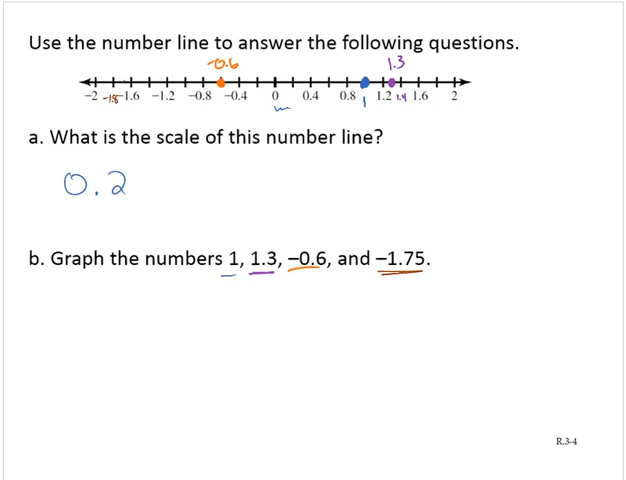 Use the number line to answer the following questions.
-0.6 1.3
-2 -1.8 -1.6 -1.2 -0.8 -0.4 0 0.4 0.8 1 1.2 1.4 1.6 2
a. What is the scale of this number line?
0.2
b. Graph the numbers 1, 1.3, –0.6, and –1.75.
R.3-4